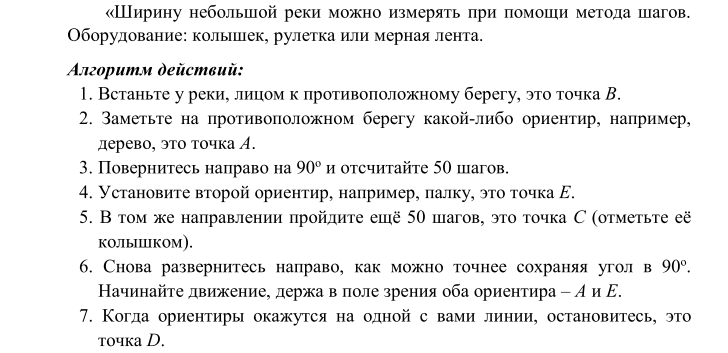 «Ширину небольшой реки можно измерять при помощи метода шагов.
Оборудование: колышек, рулетка или мерная лента.
Алгоритм действий:
1. Встаньте у реки, лицом к противоположному берегу, это точка B.
2. Заметьте на противоположном берегу какой-либо ориентир, например,
дерево, это точка A.
3. Повернитесь направо на 90º и отсчитайте 50 шагов.
4. Установите второй ориентир, например, палку, это точка E.
5. В том же направлении пройдите ещё 50 шагов, это точка C (отметьте её
колышком).
6. Снова развернитесь направо, как можно точнее сохраняя угол в 90º.
Начинайте движение, держа в поле зрения оба ориентира – A и E.
7. Когда ориентиры окажутся на одной с вами линии, остановитесь, это
точка D.